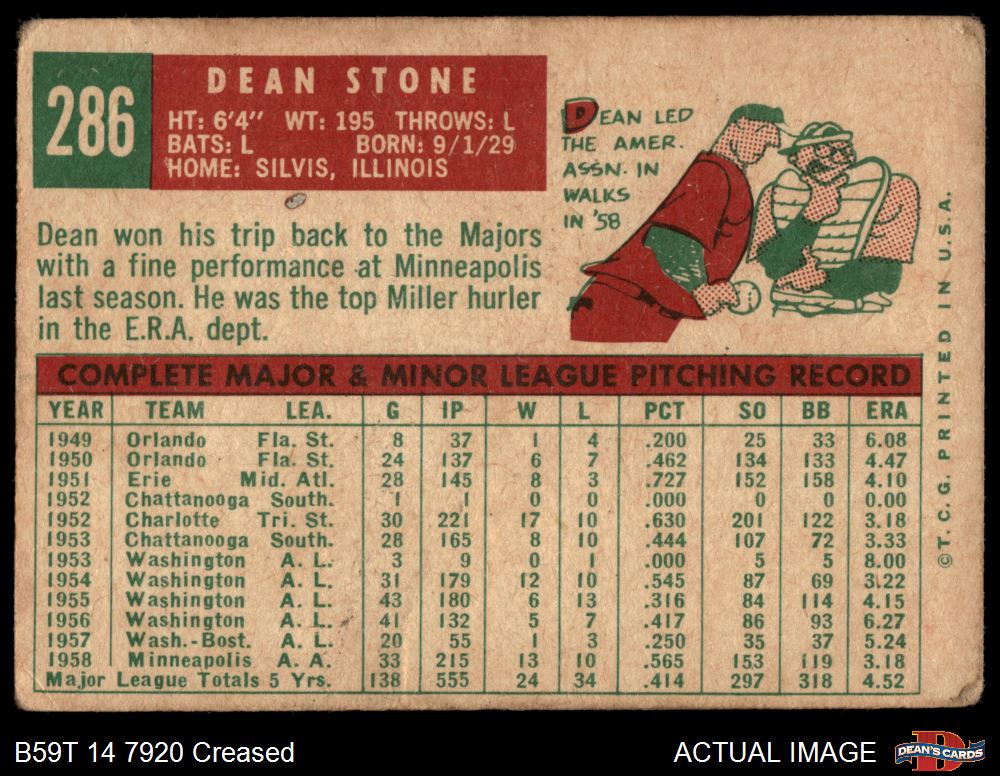 286
DEAN STONE
HT: 6'4" WT: 195 THROWS: L
BATS: L BORN: 9/1/29
HOME: SILVIS, ILLINOIS
DEAN LED
THE AMER.
ASSN. IN
WALKS
IN '58
Dean won his trip back to the Majors
with a fine performance at Minneapolis
last season. He was the top Miller hurler
in the E.R.A. dept.
COMPLETE MAJOR & MINOR LEAGUE PITCHING RECORD
YEAR TEAM LEA. G IP W L PCT SO BB ERA
1949 Orlando Fla. St. 8 37 1 4 .200 25 33 6.08
1950 Orlando Fla. St. 24 137 6 7 .462 134 133 4.47
1951 Erie Mid. Atl. 28 145 8 3 .727 152 158 4.10
1952 Chattanooga South. 1 1 0 0 .000 0 0 0.00
1952 Charlotte Tri. St. 30 221 17 10 .630 201 122 3.18
1953 Chattanooga South. 28 165 8 10 .444 107 72 3.33
1953 Washington A. L. 3 9 0 1 .000 5 5 8.00
1954 Washington A. L. 31 179 12 10 .545 87 69 3.22
1955 Washington A. L. 43 180 6 13 .316 84 114 4.15
1956 Washington A. L. 41 132 5 7 .417 86 93 6.27
1957 Wash.-Bost. A. L. 20 55 1 3 .250 35 37 5.24
1958 Minneapolis A. A. 33 215 13 10 .565 153 119 3.18
Major League Totals 5 Yrs. 138 555 24 34 .414 297 318 4.52
© T. C. G. PRINTED IN U. S. A.
B59T 14 7920 Creased
ACTUAL IMAGE
DEAN'S CARDS